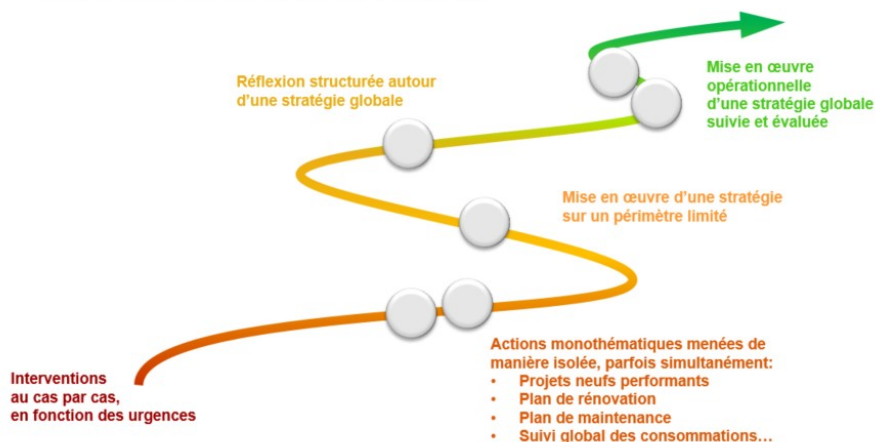 Réflexion structurée autour
d'une stratégie globale
Mise en œuvre
opérationnelle
d'une stratégie globale
suivie et évaluée
Mise en œuvre d'une stratégie
sur un périmètre limité
Interventions
au cas par cas,
en fonction des urgences
Actions monothématiques menées de
manière isolée, parfois simultanément:
• Projets neufs performants
• Plan de rénovation
• Plan de maintenance
• Suivi global des consommations…